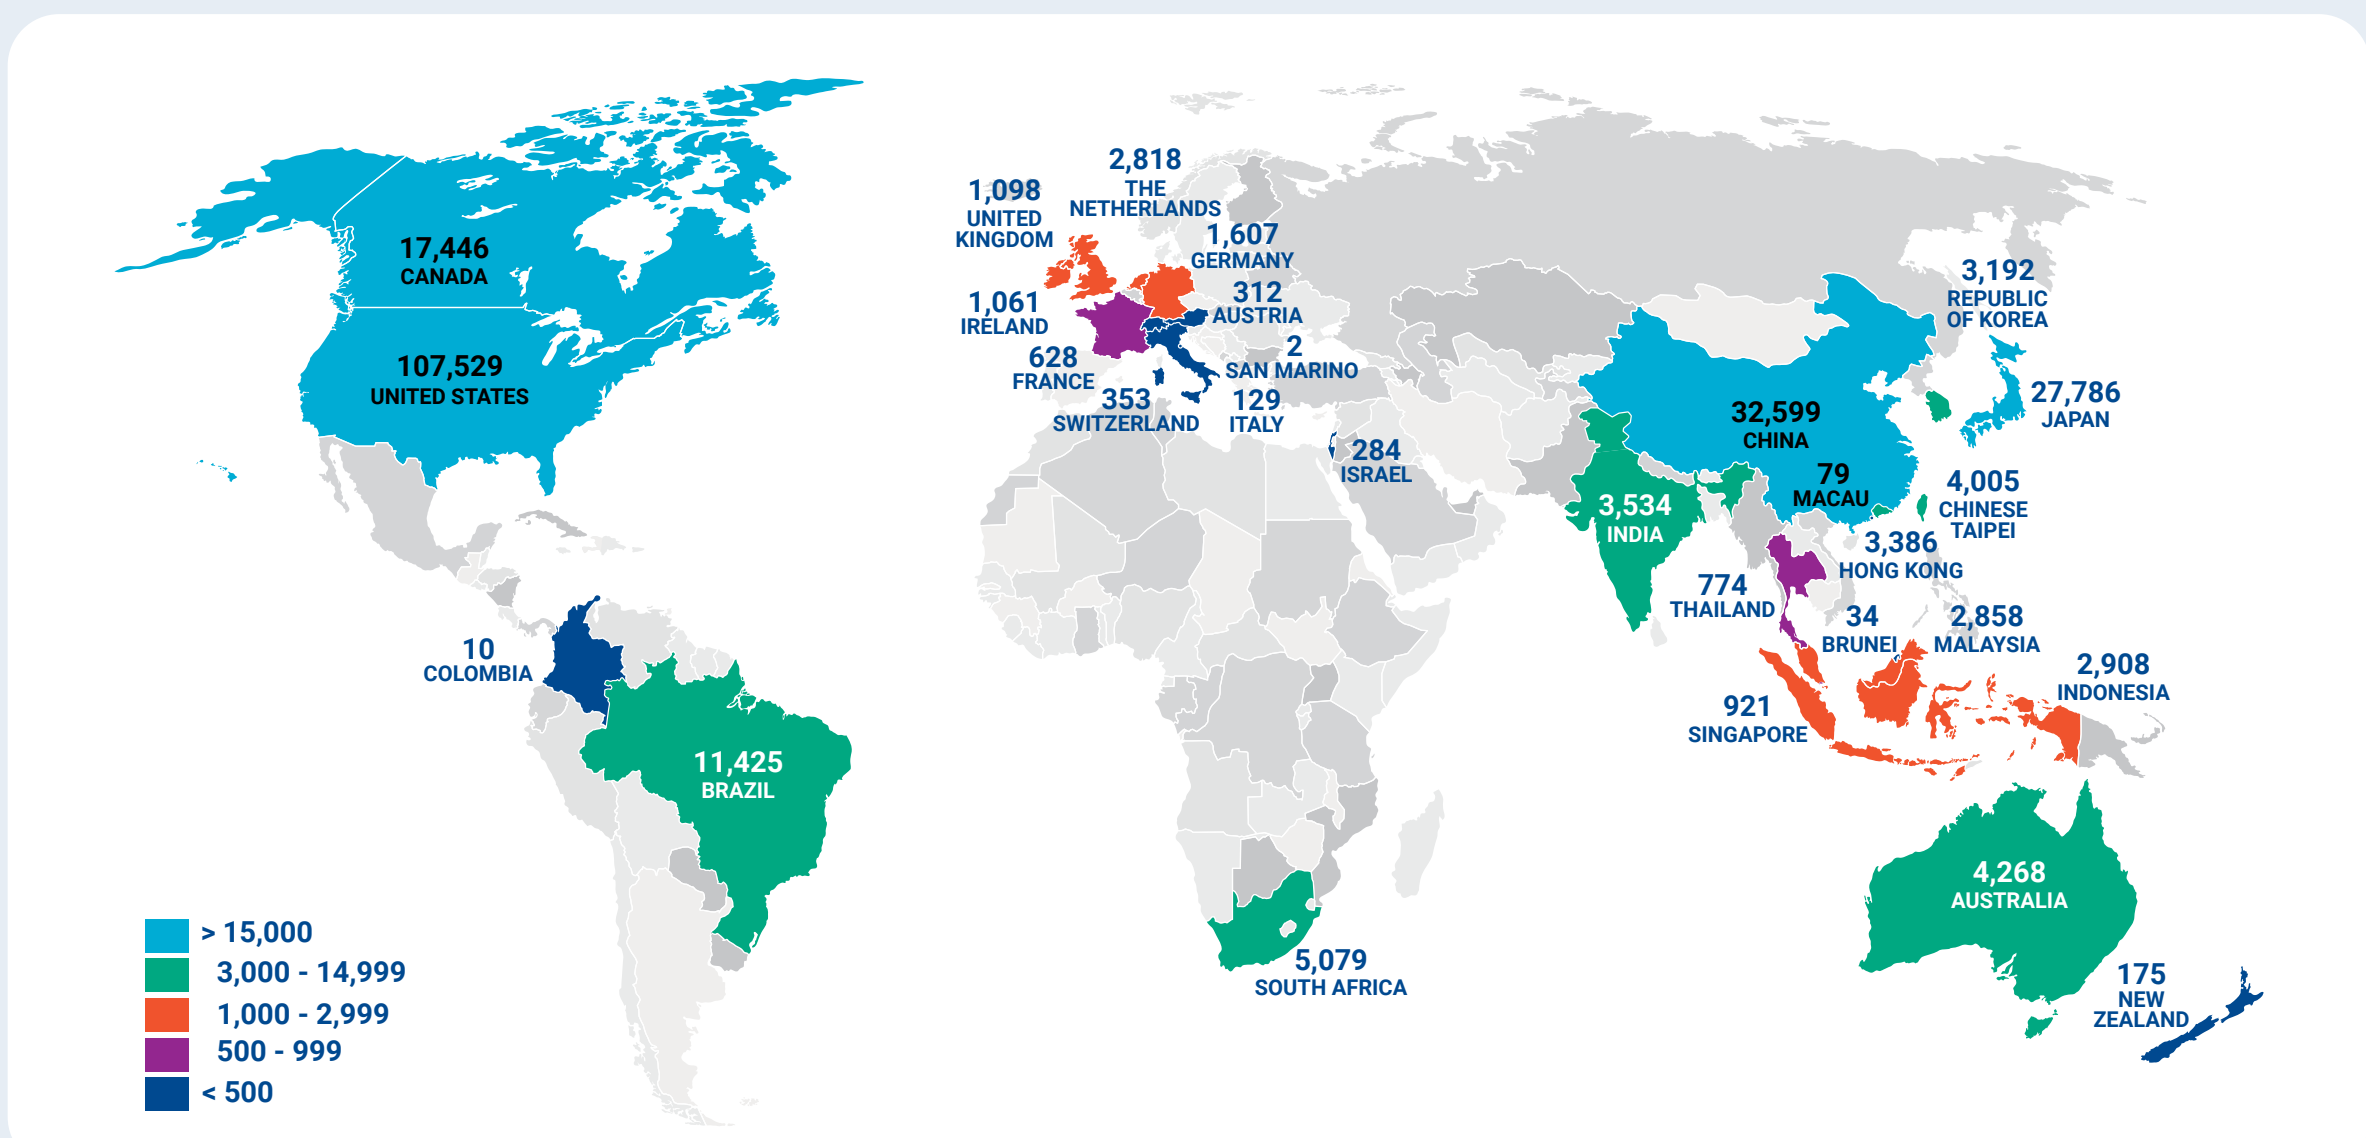 17,446
CANADA
107,529
UNITED STATES
10
COLOMBIA
11,425
BRAZIL
2,818
THE
NETHERLANDS
1,098
UNITED
KINGDOM
1,607
GERMANY
1,061
IRELAND
312
AUSTRIA
628
FRANCE
2
SAN MARINO
353
SWITZERLAND
129
ITALY
284
ISRAEL
5,079
SOUTH AFRICA
3,192
REPUBLIC
OF KOREA
27,786
JAPAN
32,599
CHINA
79
MACAU
4,005
CHINESE
TAIPEI
3,534
INDIA
3,386
HONG KONG
774
THAILAND
34
BRUNEI
2,858
MALAYSIA
2,908
INDONESIA
921
SINGAPORE
4,268
AUSTRALIA
175
NEW
ZEALAND
> 15,000
3,000 - 14,999
1,000 - 2,999
500 - 999
< 500